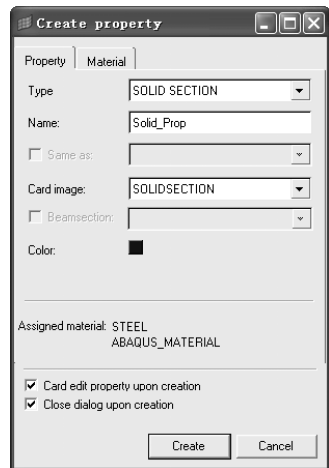 Create property
Property Material
Type SOLID SECTION
Name: Solid_Prop
Same as:
Card image: SOLIDSECTION
Beamsection:
Color:
Assigned material: STEEL
ABAQUS_MATERIAL
Card edit property upon creation
Close dialog upon creation
Create Cancel